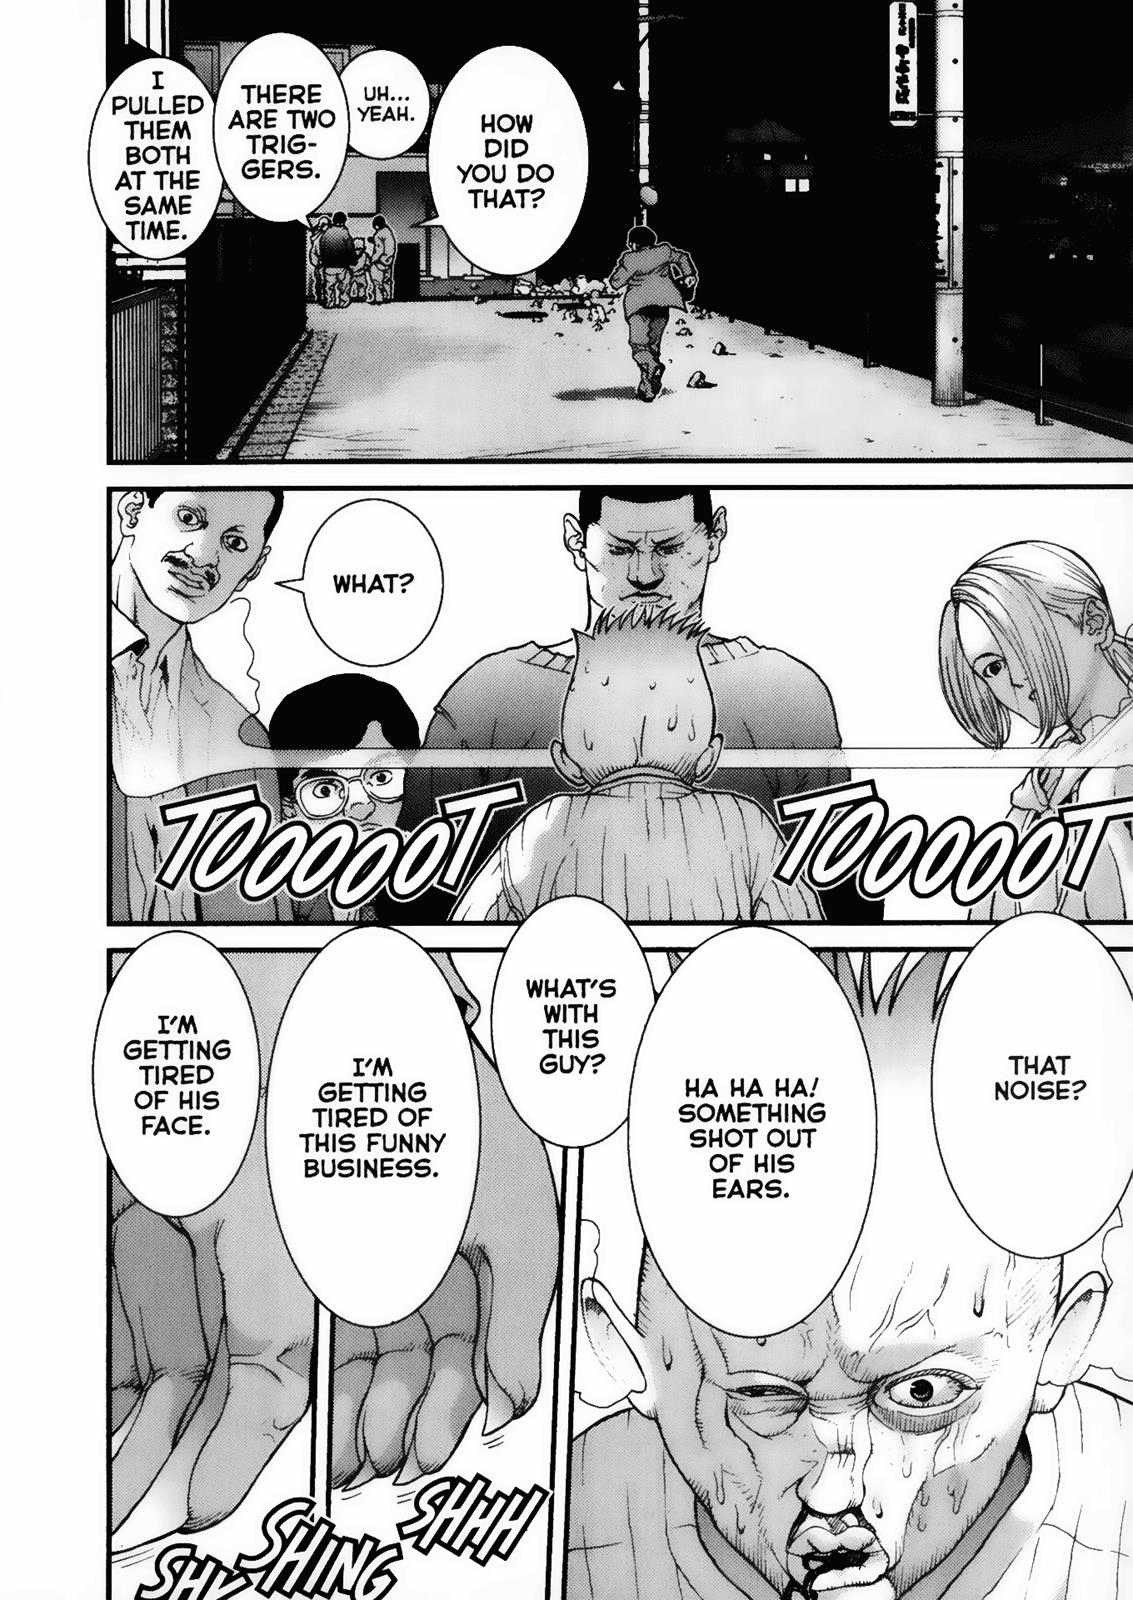 HOW
DID
YOU DO
THAT?
UH...
YEAH.
THERE
ARE TWO
TRIG-
GERS.
I
PULLED
THEM
BOTH
AT THE
SAME
TIME.
WHAT?
TOOOOOT
TOOOOOT
THAT
NOISE?
HA HA HA!
SOMETHING
SHOT OUT
OF HIS
EARS.
WHAT'S
WITH
THIS
GUY?
I'M
GETTING
TIRED OF
THIS FUNNY
BUSINESS.
I'M
GETTING
TIRED
OF HIS
FACE.
SHHH
SHING